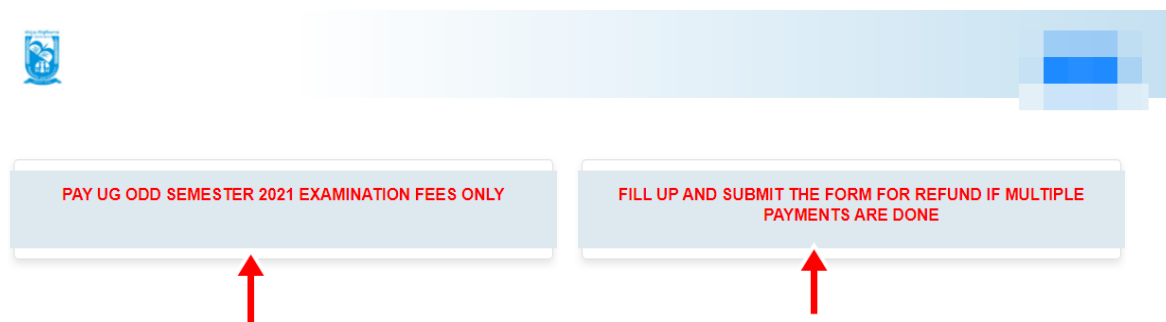 PAY UG ODD SEMESTER 2021 EXAMINATION FEES ONLY
FILL UP AND SUBMIT THE FORM FOR REFUND IF MULTIPLE
PAYMENTS ARE DONE